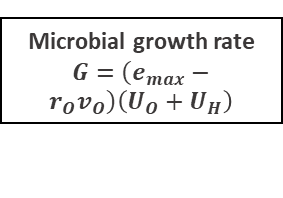 Microbial growth rate
G = (e_max −
r_O v_O)(U_O + U_H)